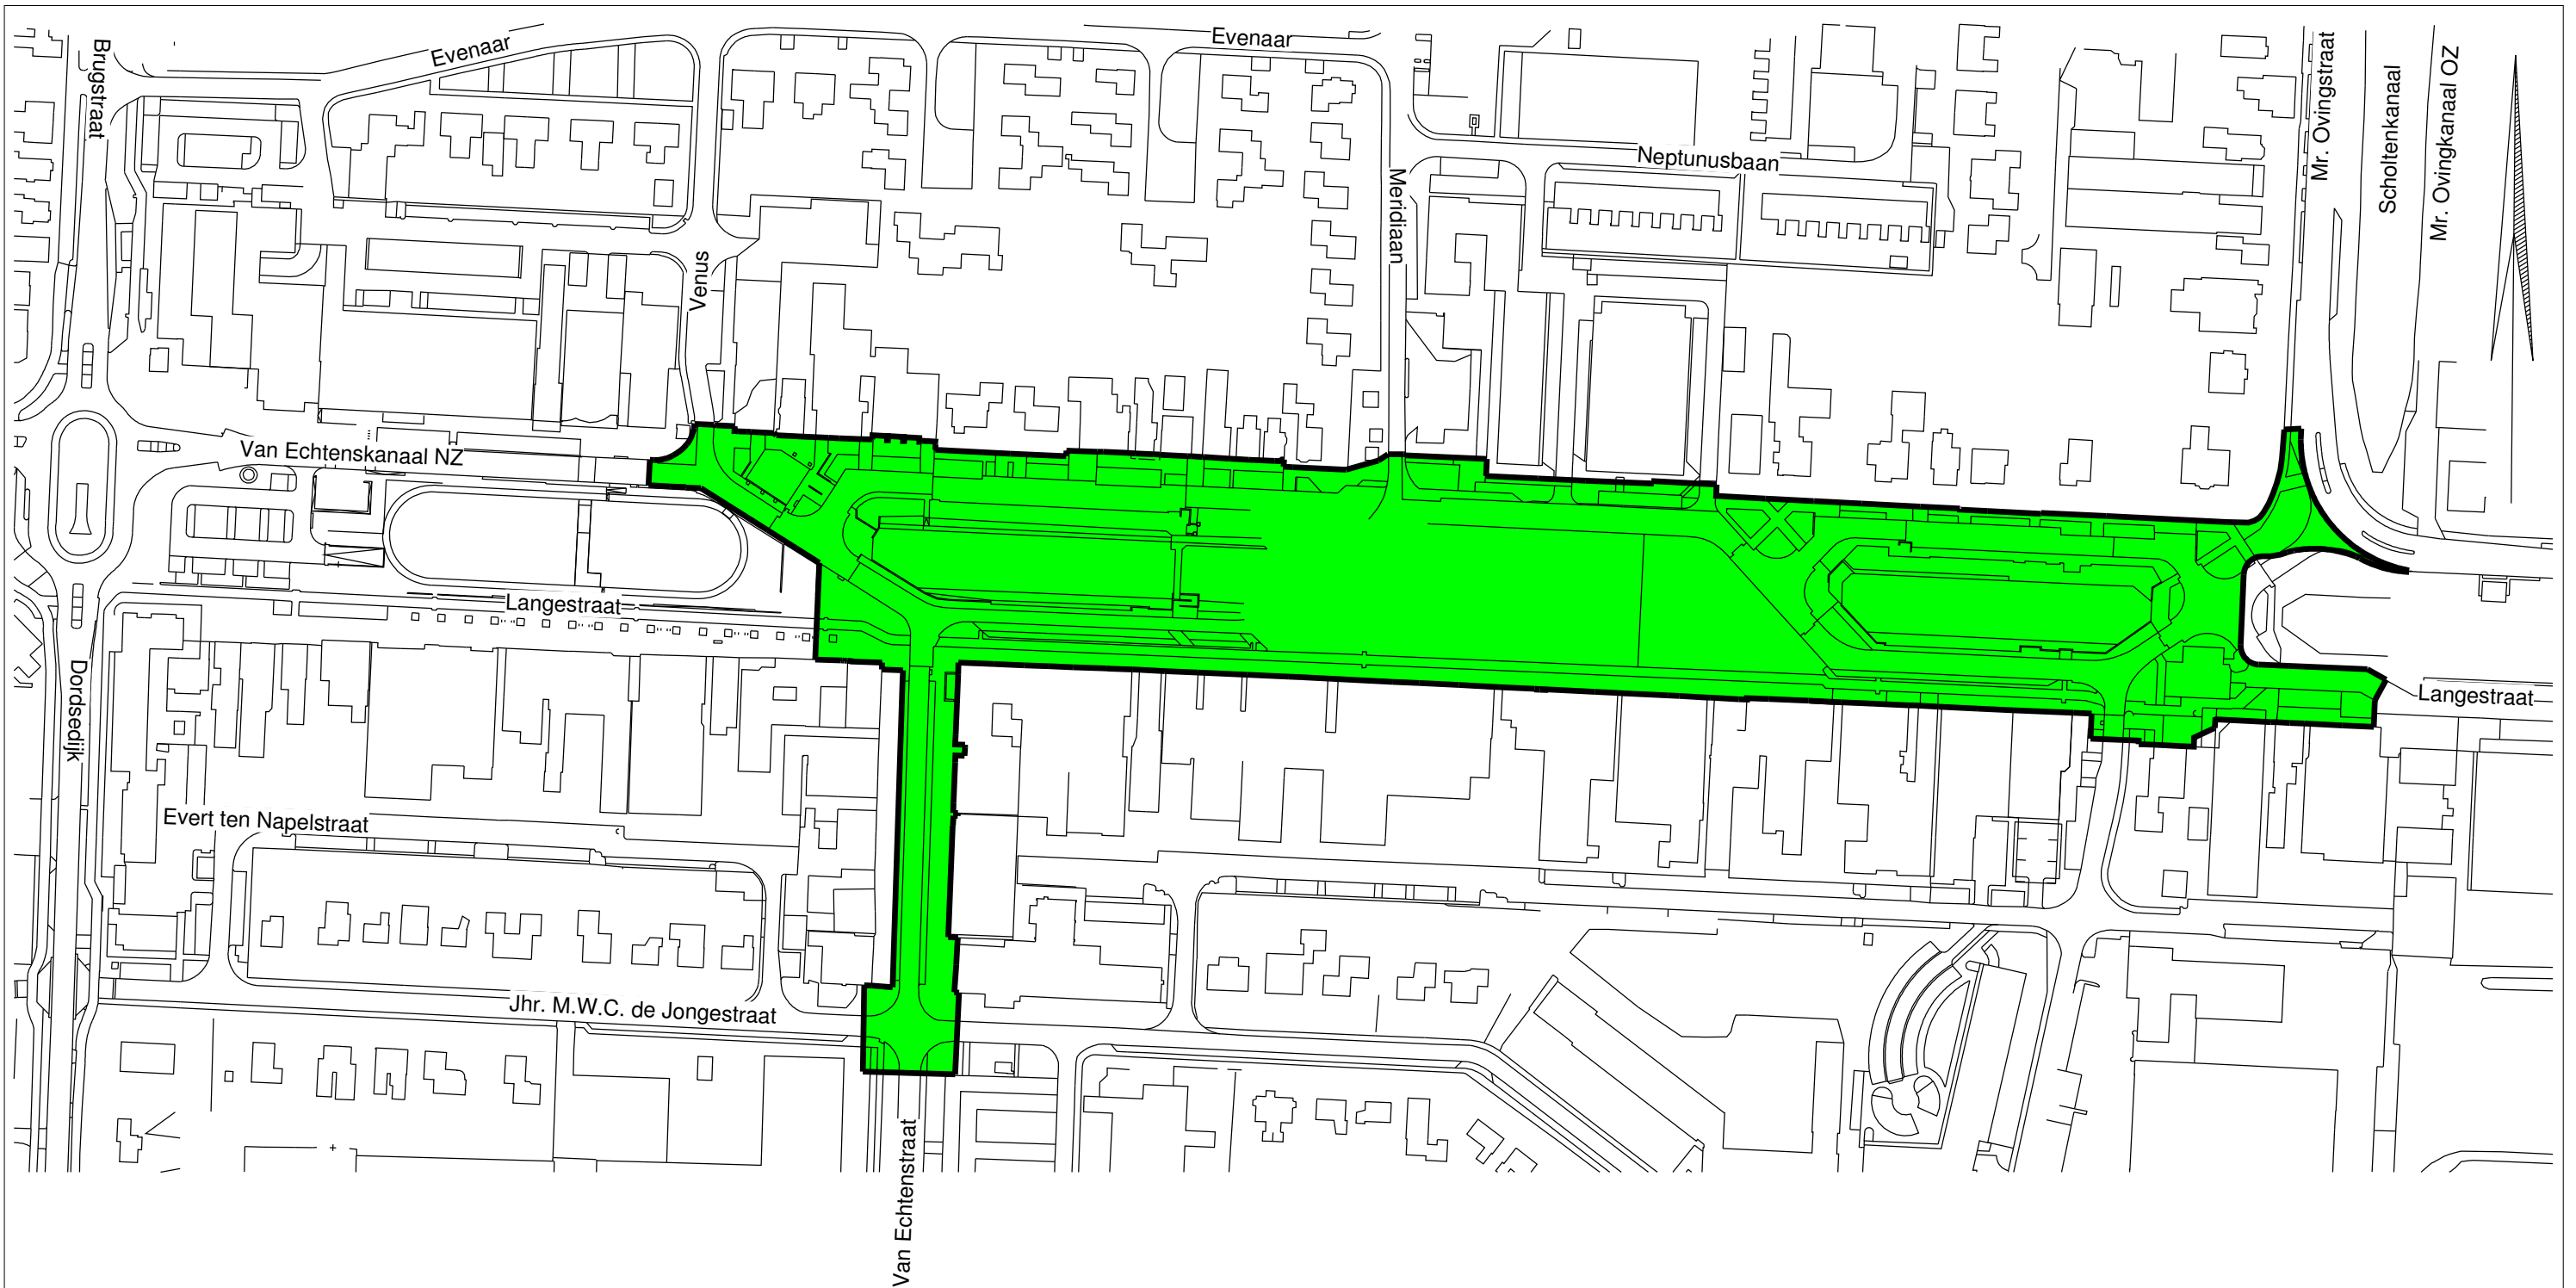 Brugstraat
Evenaar
Evenaar
Mr. Ovingstraat
Scholtenkanaal
Mr. Ovingkanaal OZ
Neptunusbaan
Meridiaan
Venus
Van Echtenskanaal NZ
Langestraat
Dordsedijk
Langestraat
Evert ten Napelstraat
Jhr. M.W.C. de Jongestraat
Van Echtenstraat